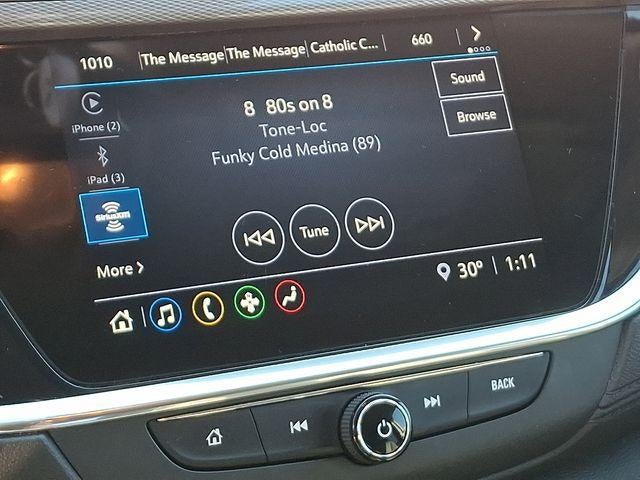 1010 The Message The Message Catholic C... 660
Sound
Browse
iPhone (2)
iPad (3)
SiriusXM
More
8 80s on 8
Tone-Loc
Funky Cold Medina (89)
Tune
30° 1:11
BACK